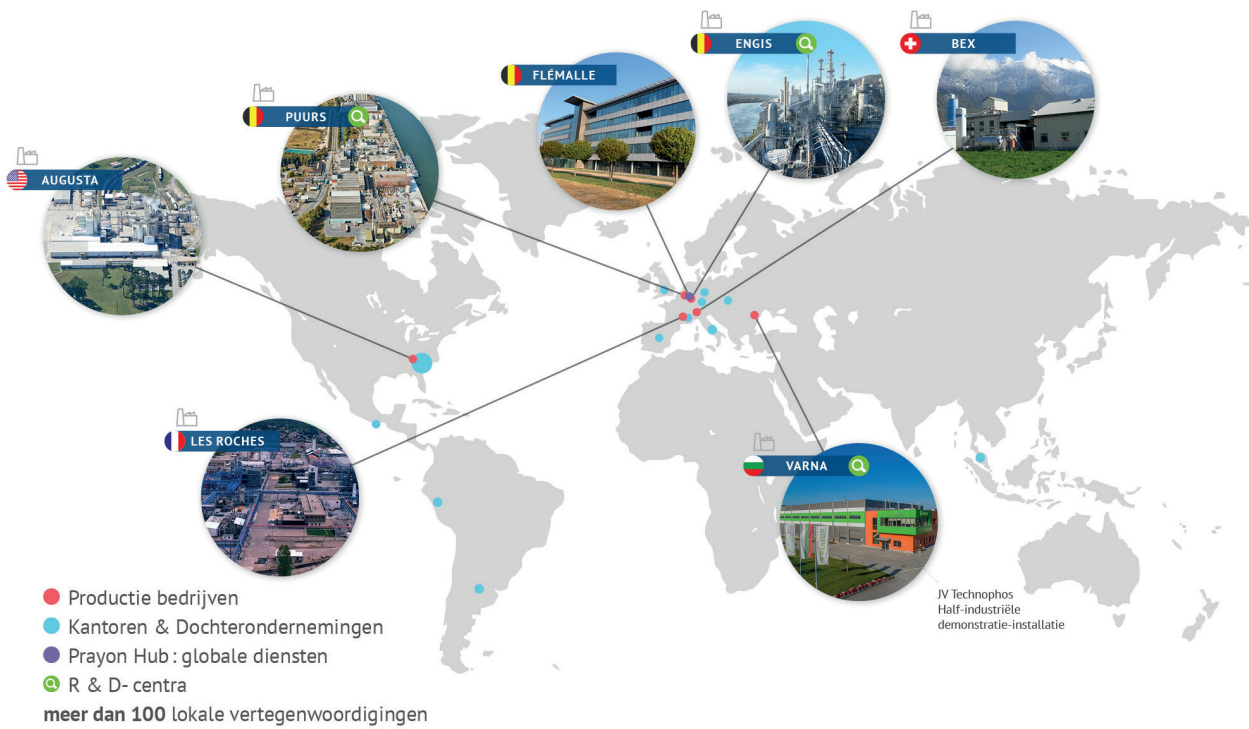 ENGIS
BEX
FLÉMALLE
PUURS
AUGUSTA
LES ROCHES
VARNA
JV Technophos
Half-industriële
demonstratie-installatie
Productie bedrijven
Kantoren & Dochterondernemingen
Prayon Hub : globale diensten
R & D- centra
meer dan 100 lokale vertegenwoordigingen